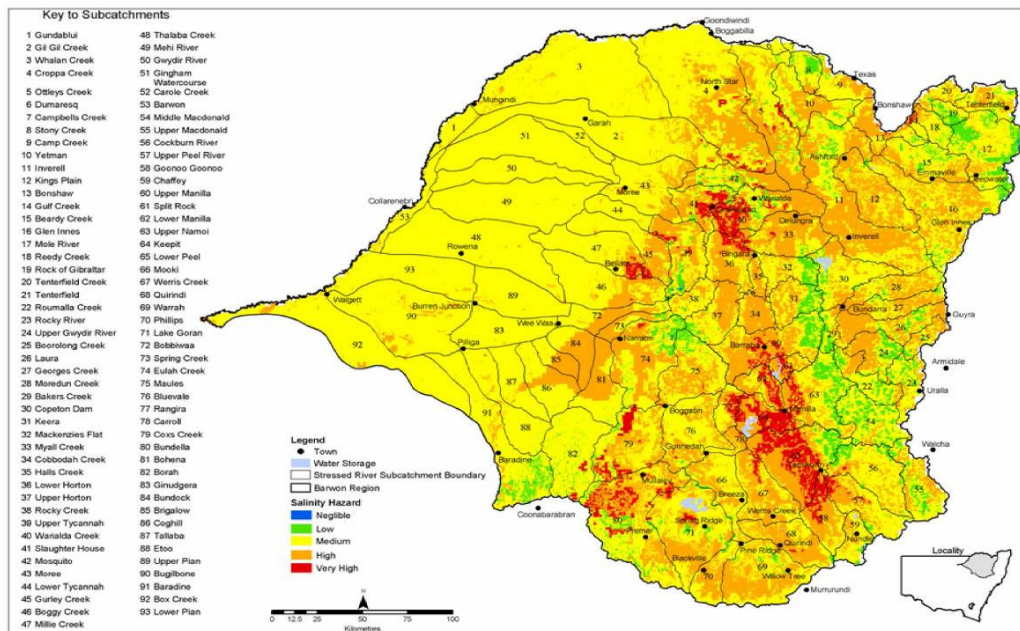 Key to Subcatchments
1 Gundablui
2 Gil Gil Creek
3 Whalan Creek
4 Croppa Creek
5 Ottleys Creek
6 Dumaresq
7 Campbells Creek
8 Stony Creek
9 Camp Creek
10 Yetman
11 Inverell
12 Kings Plain
13 Bonshaw
14 Gulf Creek
15 Beardy Creek
16 Glen Innes
17 Mole River
18 Reedy Creek
19 Rock of Gibraltar
20 Tenterfield Creek
21 Tenterfield
22 Roumalla Creek
23 Rocky River
24 Upper Gwydir River
25 Boorolong Creek
26 Laura
27 Georges Creek
28 Moredun Creek
29 Bakers Creek
30 Copeton Dam
31 Keera
32 Mackenzies Flat
33 Myall Creek
34 Cobbodah Creek
35 Halls Creek
36 Lower Horton
37 Upper Horton
38 Rocky Creek
39 Upper Tycannah
40 Warialda Creek
41 Slaughter House
42 Mosquito
43 Moree
44 Lower Tycannah
45 Gurley Creek
46 Boggy Creek
47 Millie Creek
48 Thalaba Creek
49 Mehi River
50 Gwydir River
51 Gingham
Watercourse
52 Carole Creek
53 Barwon
54 Middle Macdonald
55 Upper Macdonald
56 Cockburn River
57 Upper Peel River
58 Goonoo Goonoo
59 Chaffey
60 Upper Manilla
61 Split Rock
62 Lower Manilla
63 Upper Namoi
64 Keepit
65 Lower Peel
66 Mooki
67 Werris Creek
68 Quirindi
69 Warrah
70 Phillips
71 Lake Goran
72 Bobbiwaa
73 Spring Creek
74 Eulah Creek
75 Maules
76 Bluevale
77 Rangira
78 Carroll
79 Coxs Creek
80 Bundella
81 Bohena
82 Borah
83 Ginudgera
84 Bundock
85 Brigalow
86 Coghill
87 Tallaba
88 Etoo
89 Upper Pian
90 Bugilbone
91 Baradine
92 Box Creek
93 Lower Pian
Goondiwindi
Boggabilla
Texas
North Star
Bonshaw
Tenterfield
Mungindi
Garah
Ashford
Emmaville
Deepwater
Moree
Warialda
Collarenebri
Delungra
Glen Innes
Inverell
Rowena
Bellata
Bingara
Walgett
Burren Junction
Bundarra
Guyra
Wee Waa
Narrabri
Pilliga
Barraba
Armidale
Uralla
Boggabri
Manilla
Gunnedah
Walcha
Baradine
Mullaley
Breeza
Coonabarabran
Werris Creek
Spring Ridge
Premer
Nundle
Pine Ridge
Quirindi
Blackville
Willow Tree
Murrurundi
Legend
Town
Water Storage
Stressed River Subcatchment Boundary
Barwon Region
Salinity Hazard
Neglible
Low
Medium
High
Very High
N
0 12.5 25 50 75 100
Kilometres
Locality